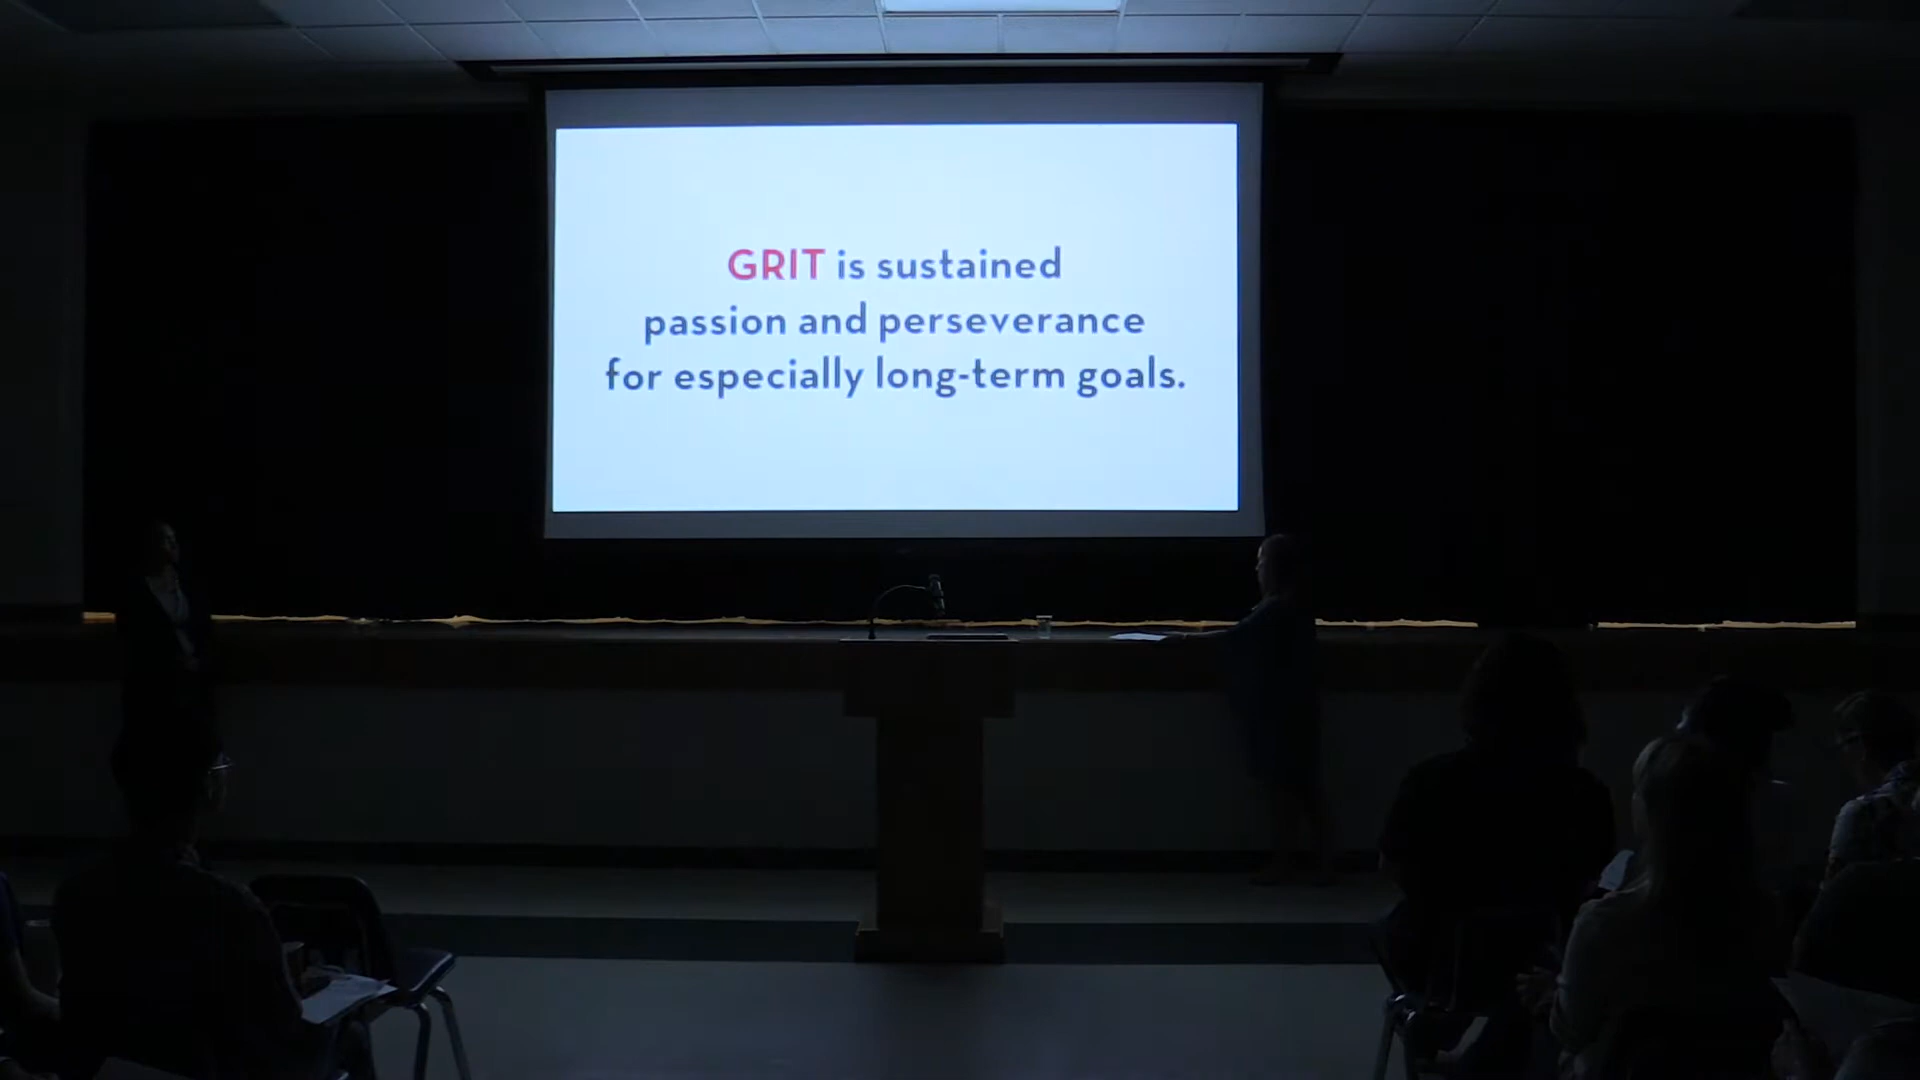 GRIT is sustained
passion and perseverance
for especially long-term goals.